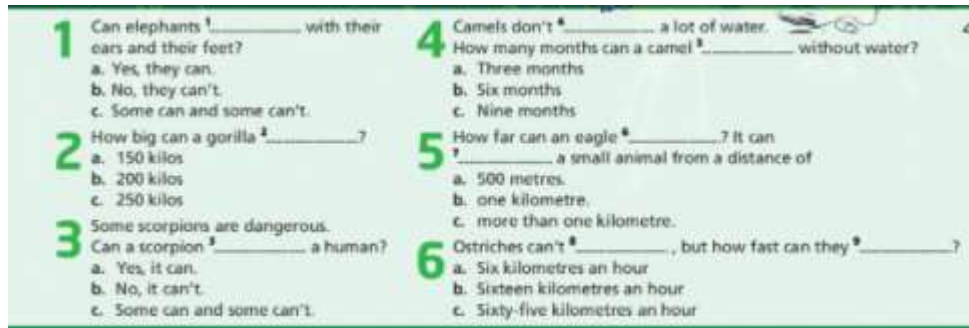 1 Can elephants ¹__________ with their
ears and their feet?
a. Yes, they can.
b. No, they can't.
c. Some can and some can't.
2 How big can a gorilla ²__________?
a. 150 kilos
b. 200 kilos
c. 250 kilos
3 Some scorpions are dangerous.
Can a scorpion ³__________ a human?
a. Yes, it can.
b. No, it can't.
c. Some can and some can't.
4 Camels don't ⁴__________ a lot of water.
How many months can a camel ⁵__________ without water?
a. Three months
b. Six months
c. Nine months
5 How far can an eagle ⁶__________? It can
⁷__________ a small animal from a distance of
a. 500 metres.
b. one kilometre.
c. more than one kilometre.
6 Ostriches can't ⁸__________, but how fast can they ⁹__________?
a. Six kilometres an hour
b. Sixteen kilometres an hour
c. Sixty-five kilometres an hour